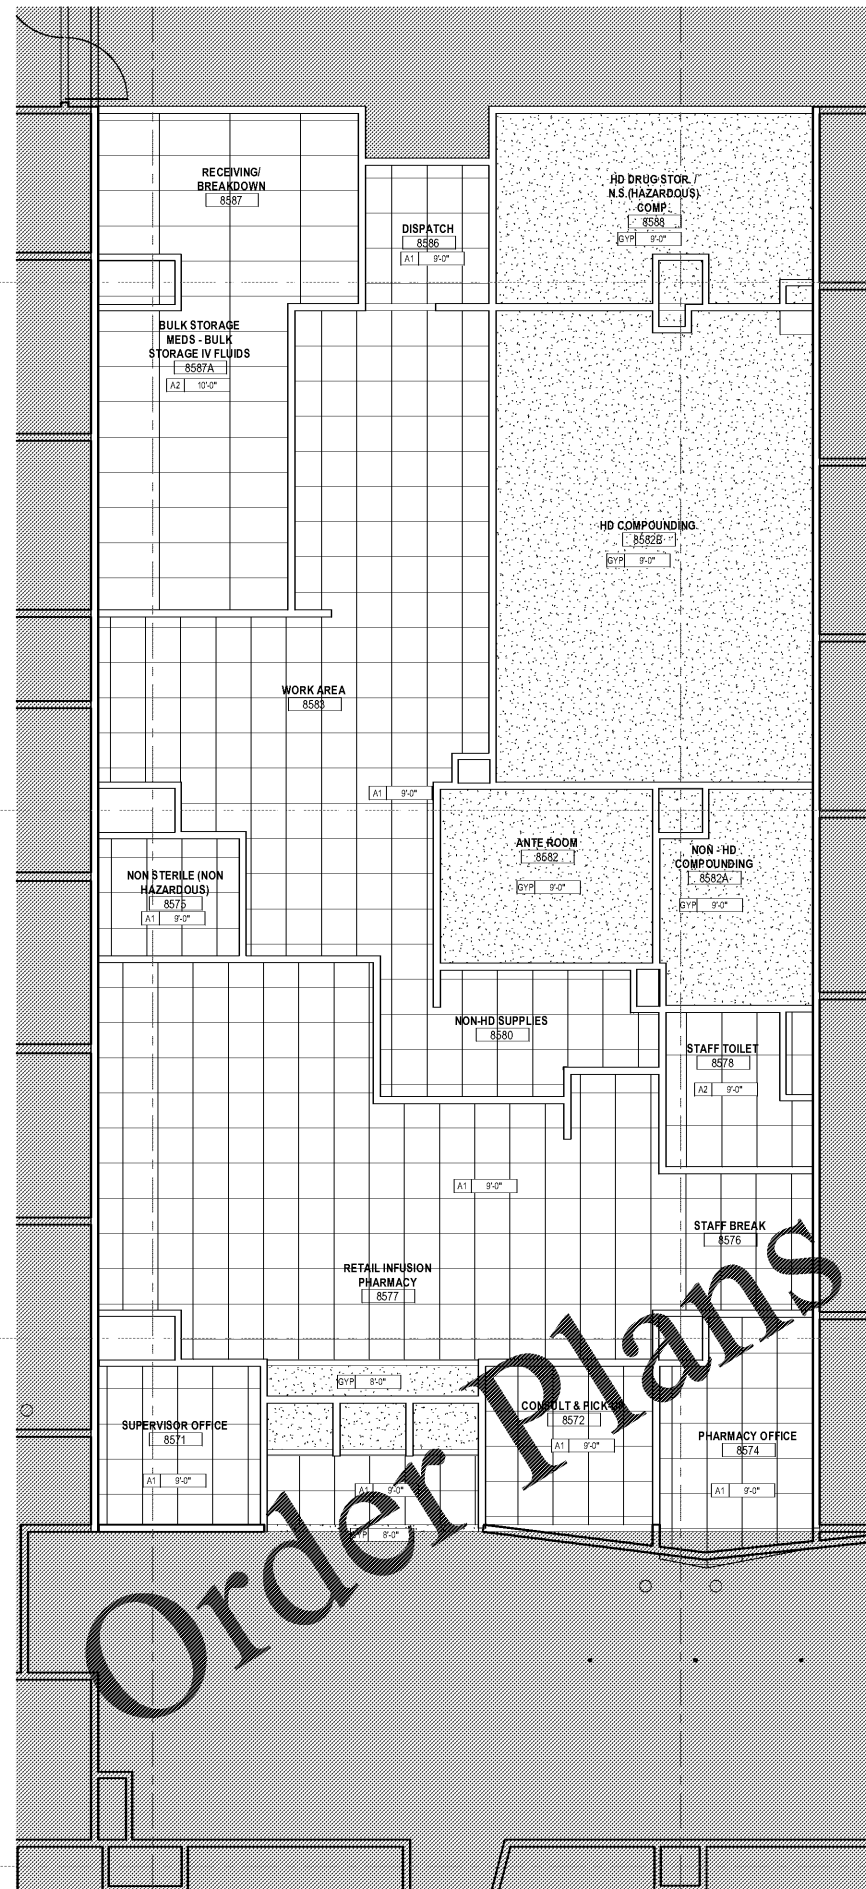 RECEIVING/
BREAKDOWN
8587
HD DRUG STOR. /
N.S.(HAZARDOUS)
COMP.
8588
GYP 9'-0"
DISPATCH
8586
A1 9'-0"
BULK STORAGE
MEDS - BULK
STORAGE IV FLUIDS
8587A
A2 10'-0"
HD COMPOUNDING
8582B
GYP 9'-0"
WORK AREA
8583
A1 9'-0"
ANTE ROOM
8582
GYP 9'-0"
NON - HD
COMPOUNDING
8582A
GYP 9'-0"
NON STERILE (NON
HAZARDOUS)
8575
A1 9'-0"
NON-HD SUPPLIES
8580
STAFF TOILET
8578
A2 9'-0"
A1 9'-0"
STAFF BREAK
8576
RETAIL INFUSION
PHARMACY
8577
GYP 8'-0"
SUPERVISOR OFFICE
8571
A1 9'-0"
CONSULT & PICK-UP
8572
A1 9'-0"
PHARMACY OFFICE
8574
A1 9'-0"
A1 9'-0"
GYP 8'-0"
Order Plans